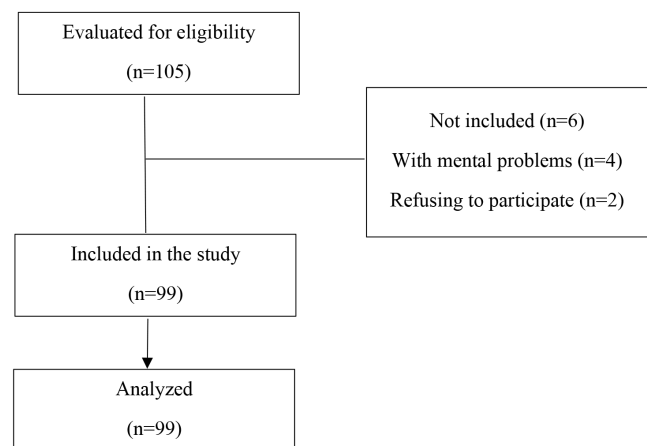 Evaluated for eligibility
(n=105)
Not included (n=6)
With mental problems (n=4)
Refusing to participate (n=2)
Included in the study
(n=99)
Analyzed
(n=99)